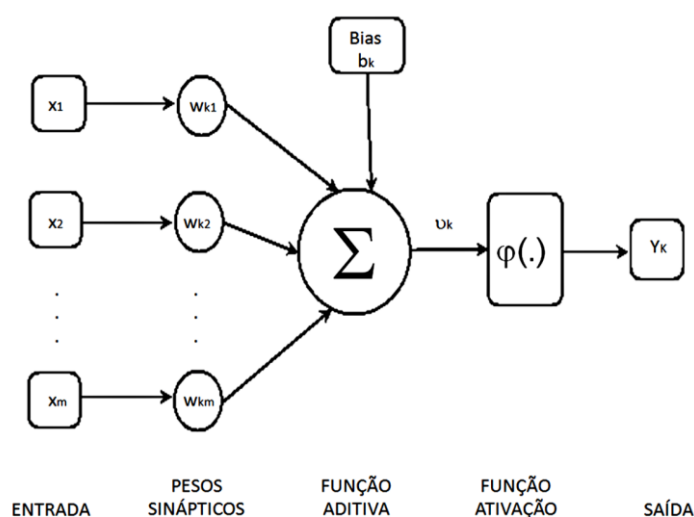 Bias
bk
x1
wk1
x2
wk2
υk
Σ
φ(.)
YK
. .
. .
. .
xm
wkm
ENTRADA
PESOS
SINÁPTICOS
FUNÇÃO
ADITIVA
FUNÇÃO
ATIVAÇÃO
SAÍDA